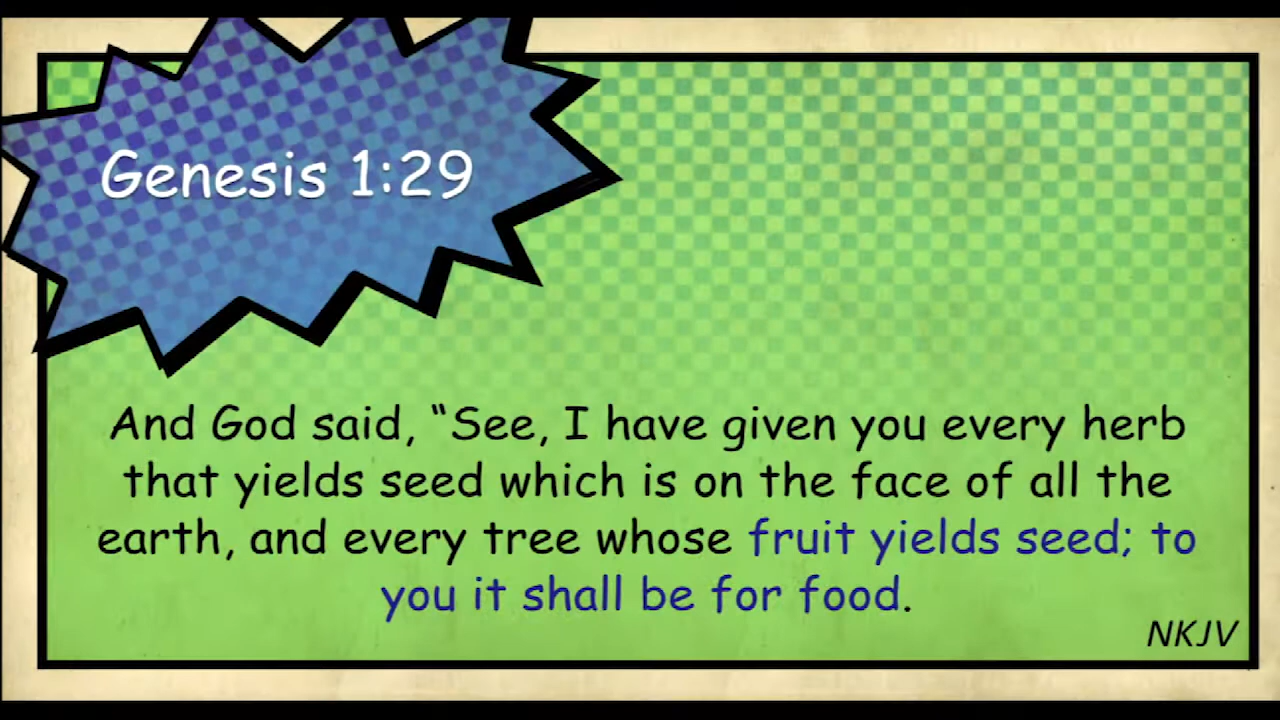 Genesis 1:29
And God said, “See, I have given you every herb
that yields seed which is on the face of all the
earth, and every tree whose fruit yields seed; to
you it shall be for food.
NKJV